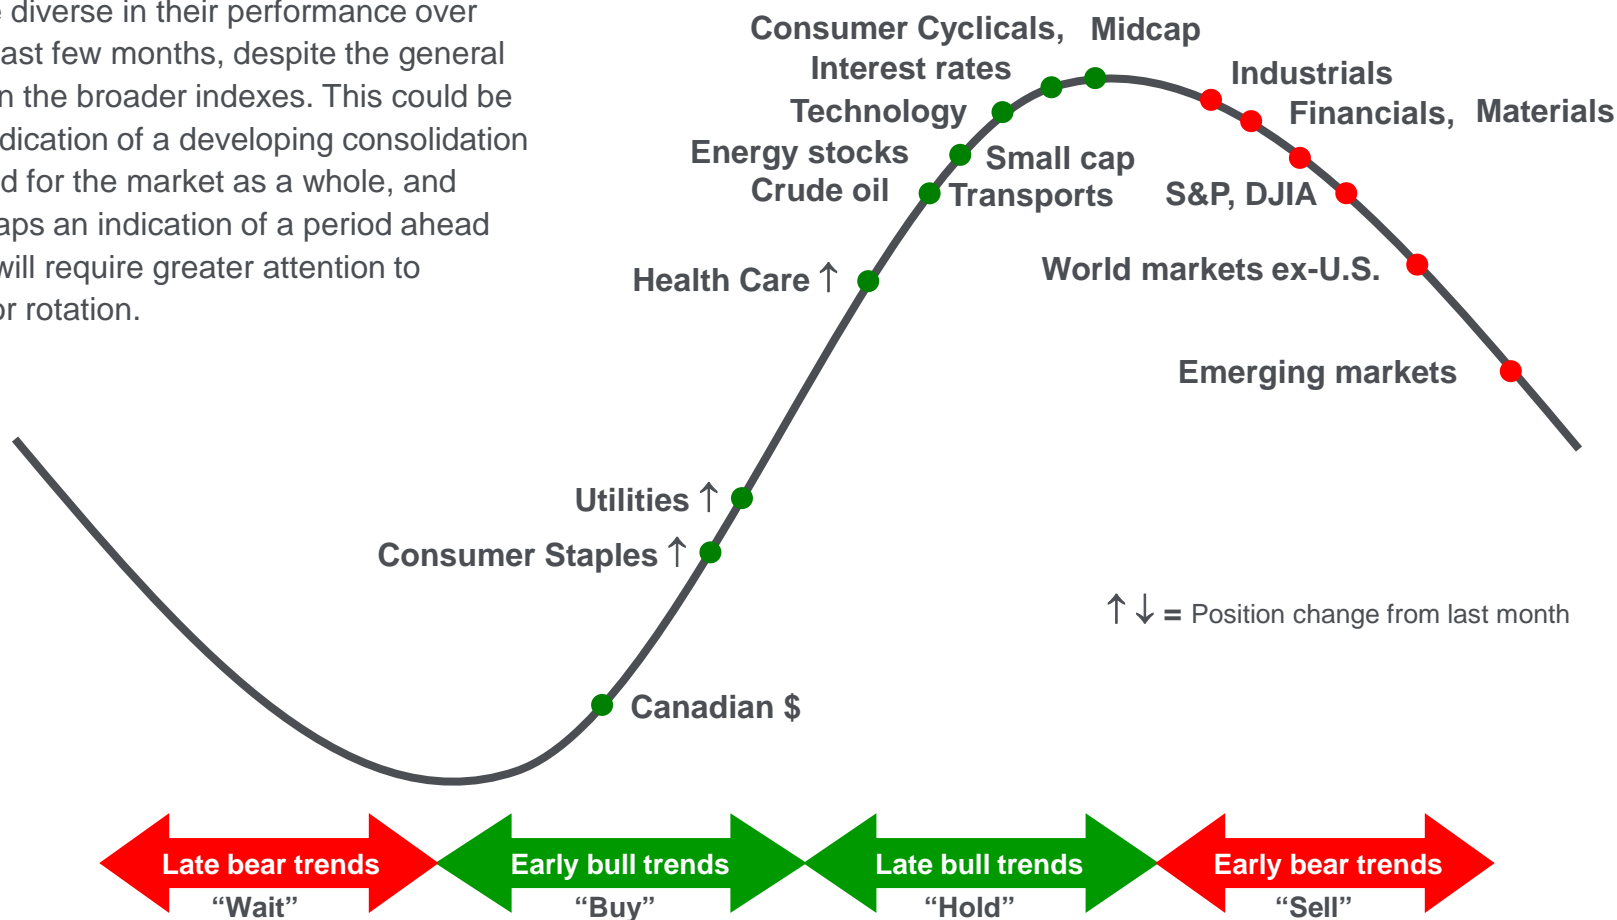 diverse in their performance over
ast few months, despite the general
n the broader indexes. This could be
dication of a developing consolidation
d for the market as a whole, and
aps an indication of a period ahead
will require greater attention to
or rotation.
Consumer Cyclicals, Midcap
Interest rates
Industrials
Technology
Financials, Materials
Energy stocks
Small cap
Crude oil
Transports
S&P, DJIA
Health Care ↑
World markets ex-U.S.
Emerging markets
Utilities ↑
Consumer Staples ↑
↑ ↓ = Position change from last month
Canadian $
Late bear trends
Early bull trends
Late bull trends
Early bear trends
“Wait”
“Buy”
“Hold”
“Sell”